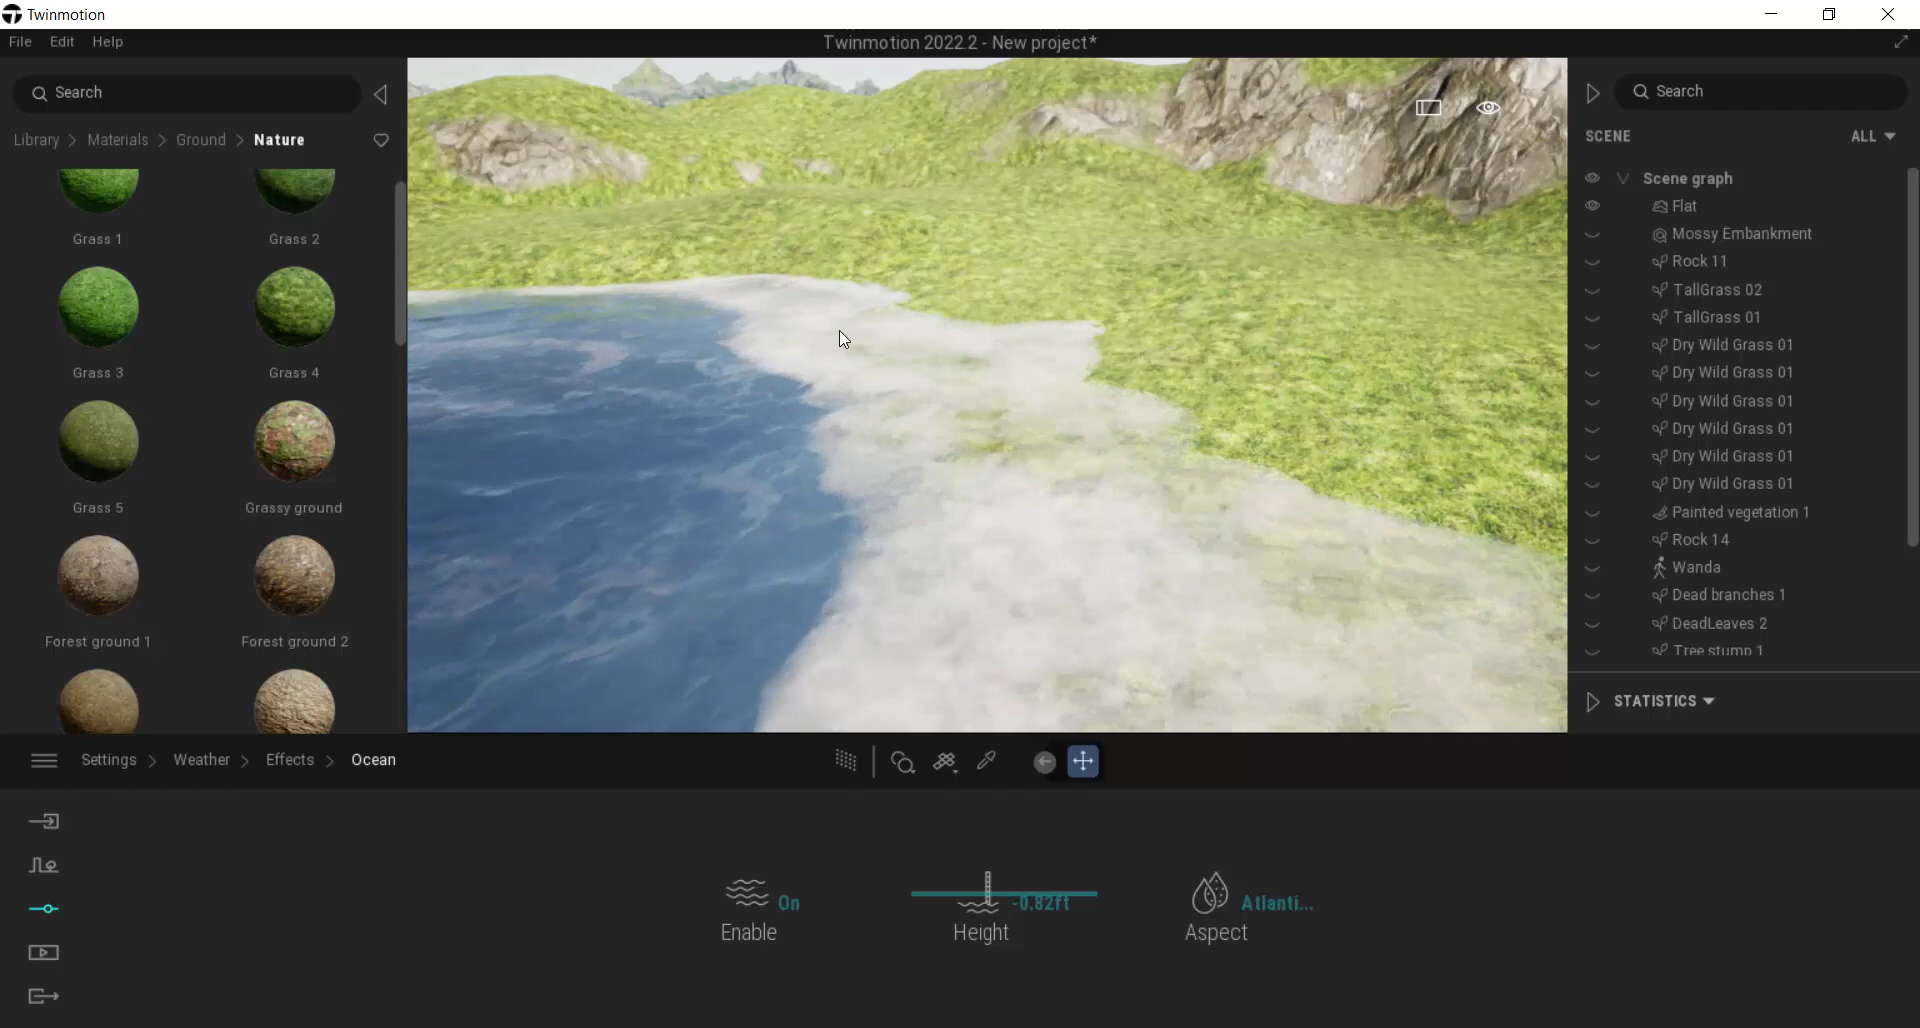 Twinmotion
File Edit Help
Twinmotion 2022.2 - New project*
Search
Library Materials Ground Nature
Grass 1 Grass 2
Grass 3 Grass 4
Grass 5 Grassy ground
Forest ground 1 Forest ground 2
Search
SCENE ALL
Scene graph
Flat
Mossy Embankment
Rock 11
TallGrass 02
TallGrass 01
Dry Wild Grass 01
Dry Wild Grass 01
Dry Wild Grass 01
Dry Wild Grass 01
Dry Wild Grass 01
Dry Wild Grass 01
Painted vegetation 1
Rock 14
Wanda
Dead branches 1
DeadLeaves 2
Tree stump 1
STATISTICS
Settings Weather Effects Ocean
On
Enable
-0.82ft
Height
Atlanti...
Aspect